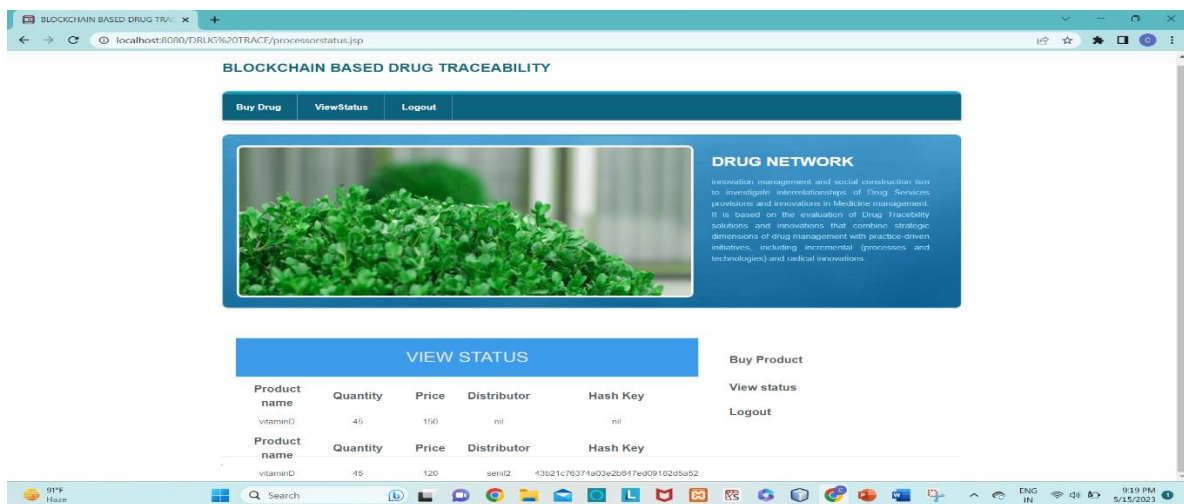 BLOCKCHAIN BASED DRUG TRAC
localhost:8080/DRUG%20TRACE/processorstatus.jsp
BLOCKCHAIN BASED DRUG TRACEABILITY
Buy Drug ViewStatus Logout
DRUG NETWORK
innovation management and social construction ism
to investigate interrelationships of Drug Services
provisions and innovations in Medicine management.
It is based on the evaluation of Drug Tracebility
solutions and innovations that combine strategic
dimensions of drug management with practice-driven
initiatives, including incremental (processes and
technologies) and radical innovations.
VIEW STATUS
Product name Quantity Price Distributor Hash Key
vitaminD 45 150 nil nil
Product name Quantity Price Distributor Hash Key
vitaminD 45 120 senil2 43b21c76374a03e2b647ed09182d5a52
Buy Product
View status
Logout
91°F
Haze
Search
ENG
IN
9:19 PM
5/15/2023